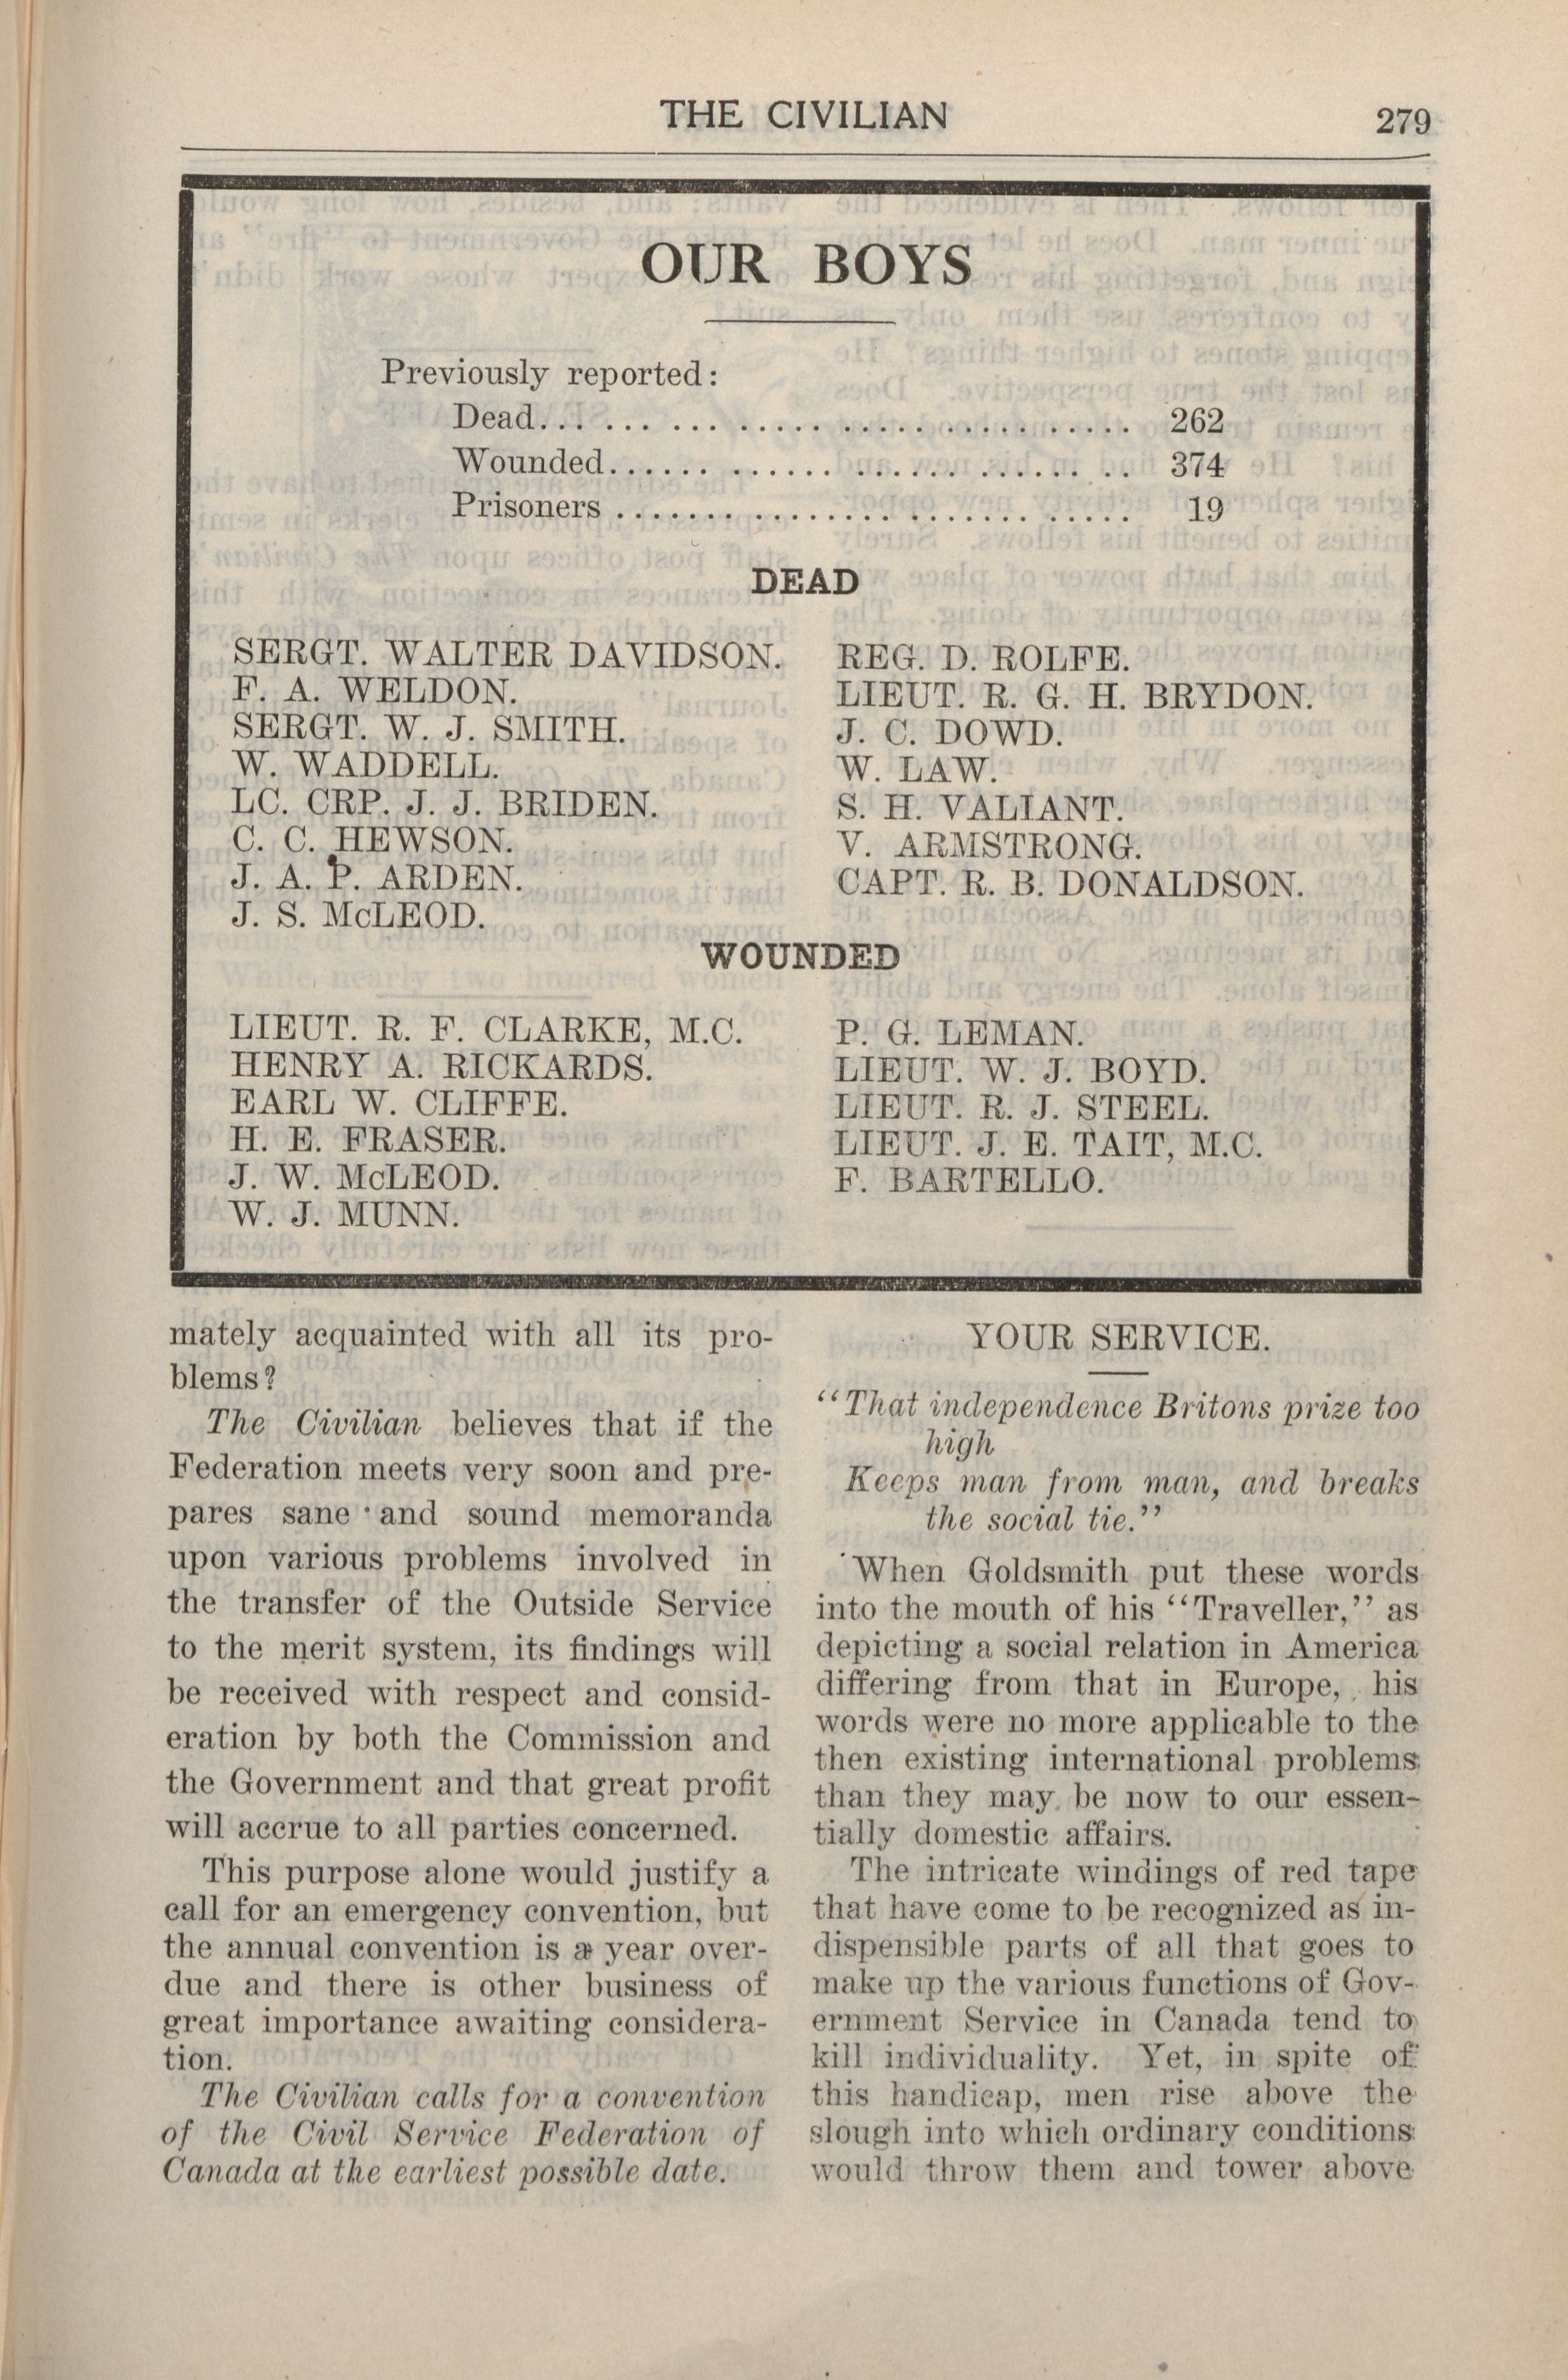 THE CIVILIAN 279
OUR BOYS
Previously reported:
Dead... ... ... ..... ................. 262
Wounded...... ...... ...... ..... .. 374
Prisoners ....... ........ ....... ..... 19
DEAD
SERGT. WALTER DAVIDSON.
F. A. WELDON.
SERGT. W. J. SMITH.
W. WADDELL.
LC. CRP. J. J. BRIDEN.
C. C. HEWSON.
J. A. P. ARDEN.
J. S. McLEOD.
REG. D. ROLFE.
LIEUT. R. G. H. BRYDON.
J. C. DOWD.
W. LAW.
S. H. VALIANT.
V. ARMSTRONG.
CAPT. R. B. DONALDSON.
WOUNDED
LIEUT. R. F. CLARKE, M.C.
HENRY A. RICKARDS.
EARL W. CLIFFE.
H. E. FRASER.
J. W. McLEOD.
W. J. MUNN.
P. G. LEMAN.
LIEUT. W. J. BOYD.
LIEUT. R. J. STEEL.
LIEUT. J. E. TAIT, M.C.
F. BARTELLO.
mately acquainted with all its pro-
blems?
The Civilian believes that if the
Federation meets very soon and pre-
pares sane and sound memoranda
upon various problems involved in
the transfer of the Outside Service
to the merit system, its findings will
be received with respect and consid-
eration by both the Commission and
the Government and that great profit
will accrue to all parties concerned.
This purpose alone would justify a
call for an emergency convention, but
the annual convention is a year over-
due and there is other business of
great importance awaiting considera-
tion.
The Civilian calls for a convention
of the Civil Service Federation of
Canada at the earliest possible date.
YOUR SERVICE.
"That independence Britons prize too
high
Keeps man from man, and breaks
the social tie."
When Goldsmith put these words
into the mouth of his "Traveller," as
depicting a social relation in America
differing from that in Europe, his
words were no more applicable to the
then existing international problems
than they may be now to our essen-
tially domestic affairs.
The intricate windings of red tape
that have come to be recognized as in-
dispensible parts of all that goes to
make up the various functions of Gov-
ernment Service in Canada tend to
kill individuality. Yet, in spite of
this handicap, men rise above the
slough into which ordinary conditions
would throw them and tower above